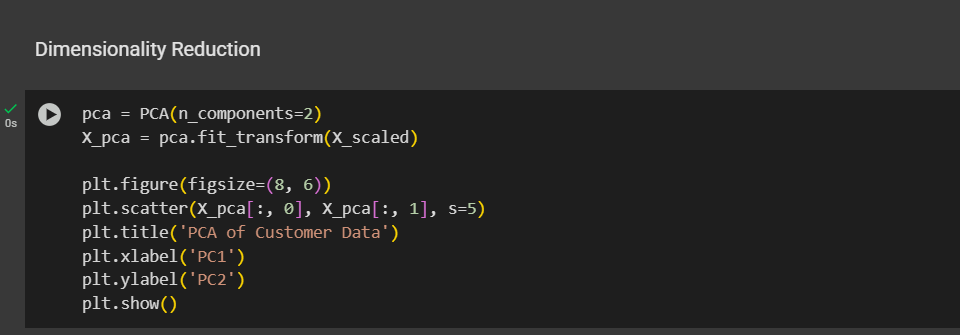 Dimensionality Reduction
0s
pca = PCA(n_components=2)
X_pca = pca.fit_transform(X_scaled)
plt.figure(figsize=(8, 6))
plt.scatter(X_pca[:, 0], X_pca[:, 1], s=5)
plt.title('PCA of Customer Data')
plt.xlabel('PC1')
plt.ylabel('PC2')
plt.show()